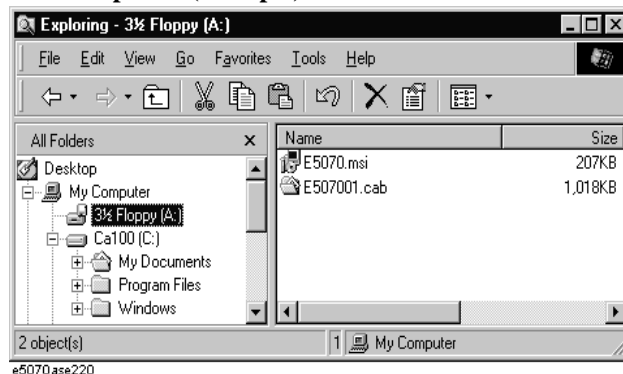 Exploring - 3½ Floppy (A:)
File Edit View Go Favorites Tools Help
All Folders x
Name Size
Desktop
My Computer
3½ Floppy (A:)
Ca100 (C:)
My Documents
Program Files
Windows
E5070.msi 207KB
E507001.cab 1,018KB
2 object(s) 1 My Computer
e5070ase220